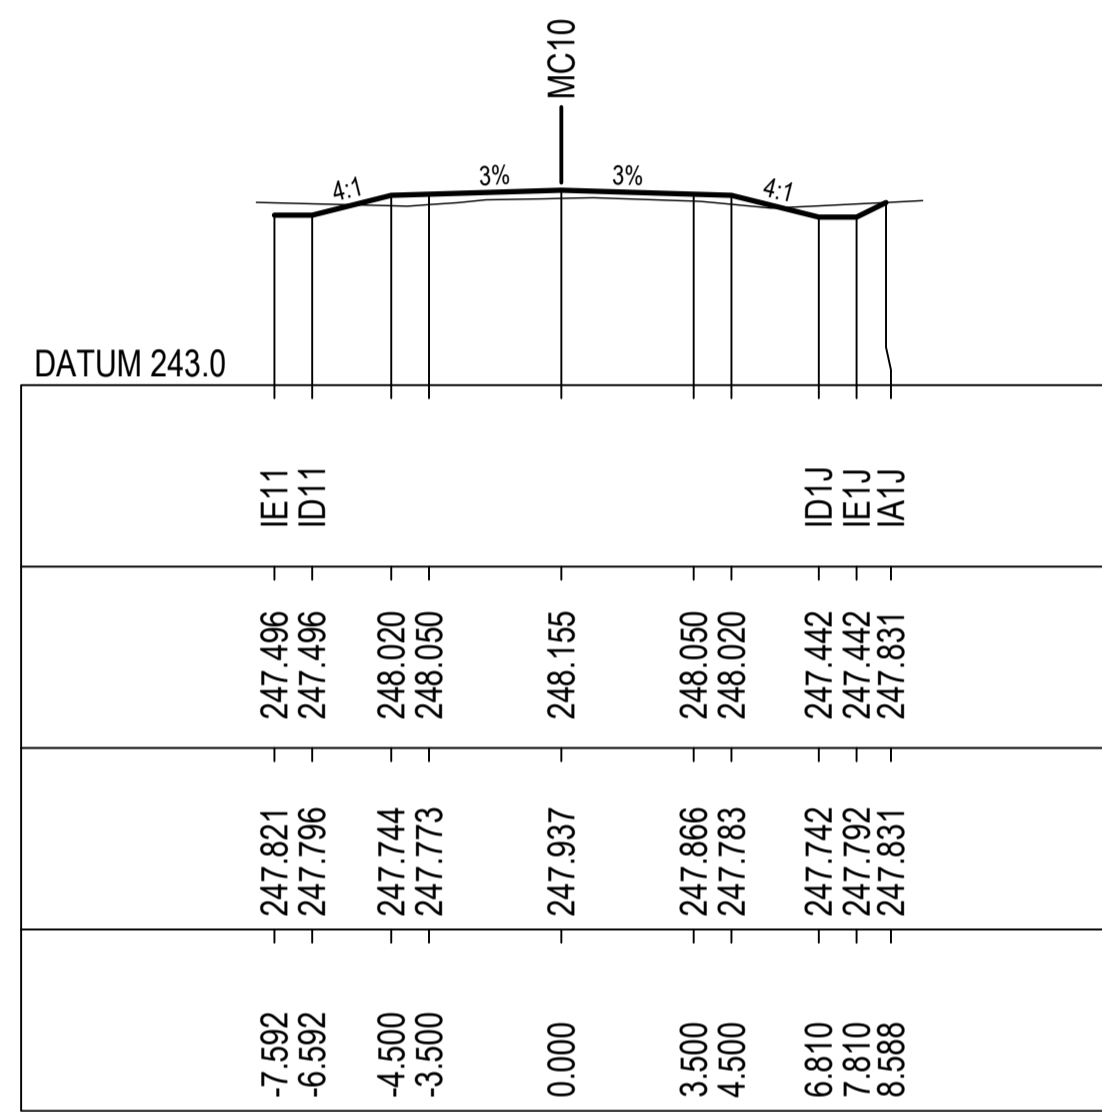 MC10
4:1 3% 3% 4:1
DATUM 243.0
IE11 ID11 ID1J IE1J IA1J
247.496 247.496 248.020 248.050 248.155 248.050 248.020 247.442 247.442 247.831
247.821 247.796 247.744 247.773 247.937 247.866 247.783 247.742 247.792 247.831
-7.592 -6.592 -4.500 -3.500 0.000 3.500 4.500 6.810 7.810 8.588